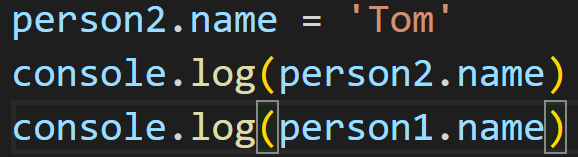 person2.name = 'Tom'
console.log(person2.name)
console.log(person1.name)